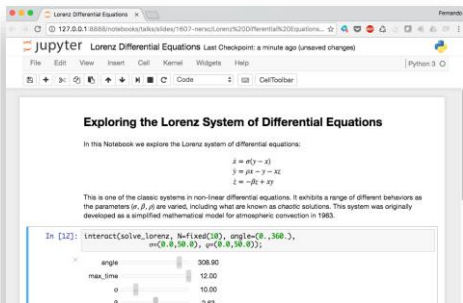 Lorenz Differential Equations
Fernando
127.0.0.1:8888/notebooks/talks/slides/1607-nersc/Lorenz%20Differential%20Equations...
jupyter Lorenz Differential Equations Last Checkpoint: a minute ago (unsaved changes)
File Edit View Insert Cell Kernel Widgets Help Python 3
Code CellToolbar
Exploring the Lorenz System of Differential Equations
In this Notebook we explore the Lorenz system of differential equations:
ẋ = σ(y − x)
ẏ = ρx − y − xz
ż = −βz + xy
This is one of the classic systems in non-linear differential equations. It exhibits a range of different behaviors as
the parameters (σ, β, ρ) are varied, including what are known as chaotic solutions. This system was originally
developed as a simplified mathematical model for atmospheric convection in 1963.
In [12]: interact(solve_lorenz, N=fixed(10), angle=(0.,360.),
σ=(0.0,50.0), ρ=(0.0,50.0));
angle 308.90
max_time 12.00
σ 10.00